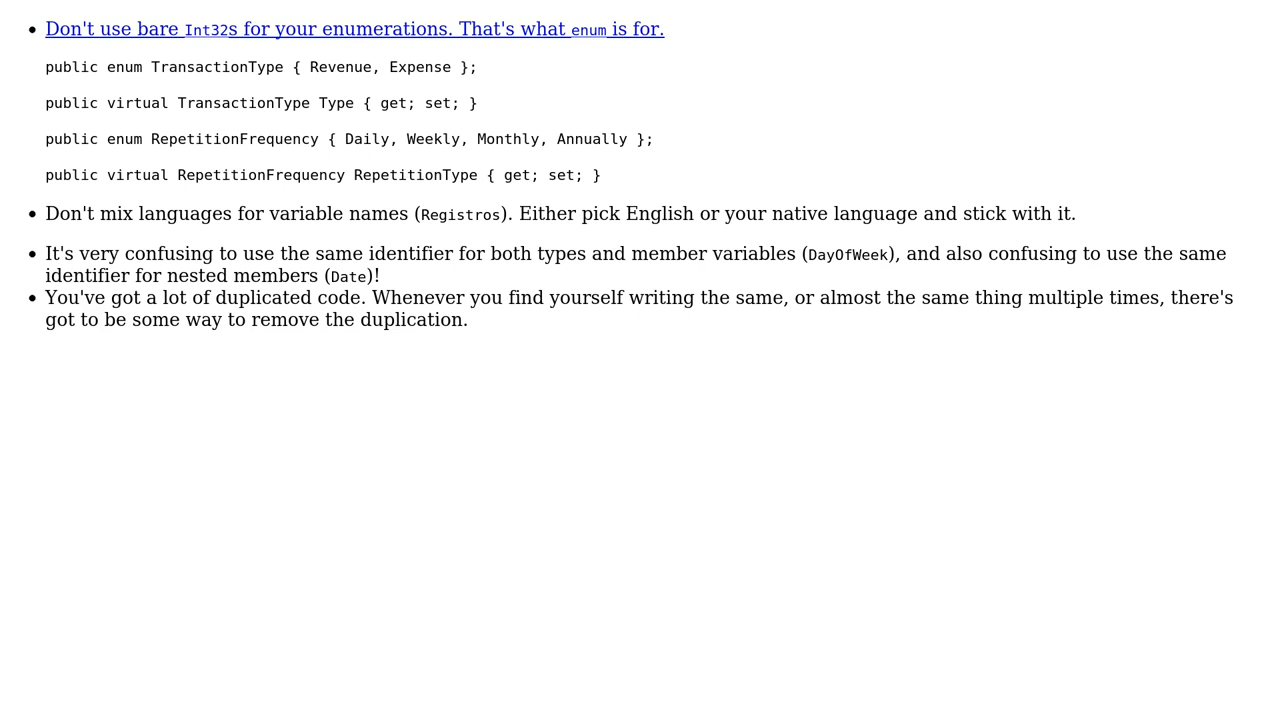 Don't use bare Int32s for your enumerations. That's what enum is for.
public enum TransactionType { Revenue, Expense };
public virtual TransactionType Type { get; set; }
public enum RepetitionFrequency { Daily, Weekly, Monthly, Annually };
public virtual RepetitionFrequency RepetitionType { get; set; }
Don't mix languages for variable names (Registros). Either pick English or your native language and stick with it.
It's very confusing to use the same identifier for both types and member variables (DayOfWeek), and also confusing to use the same
identifier for nested members (Date)!
You've got a lot of duplicated code. Whenever you find yourself writing the same, or almost the same thing multiple times, there's
got to be some way to remove the duplication.